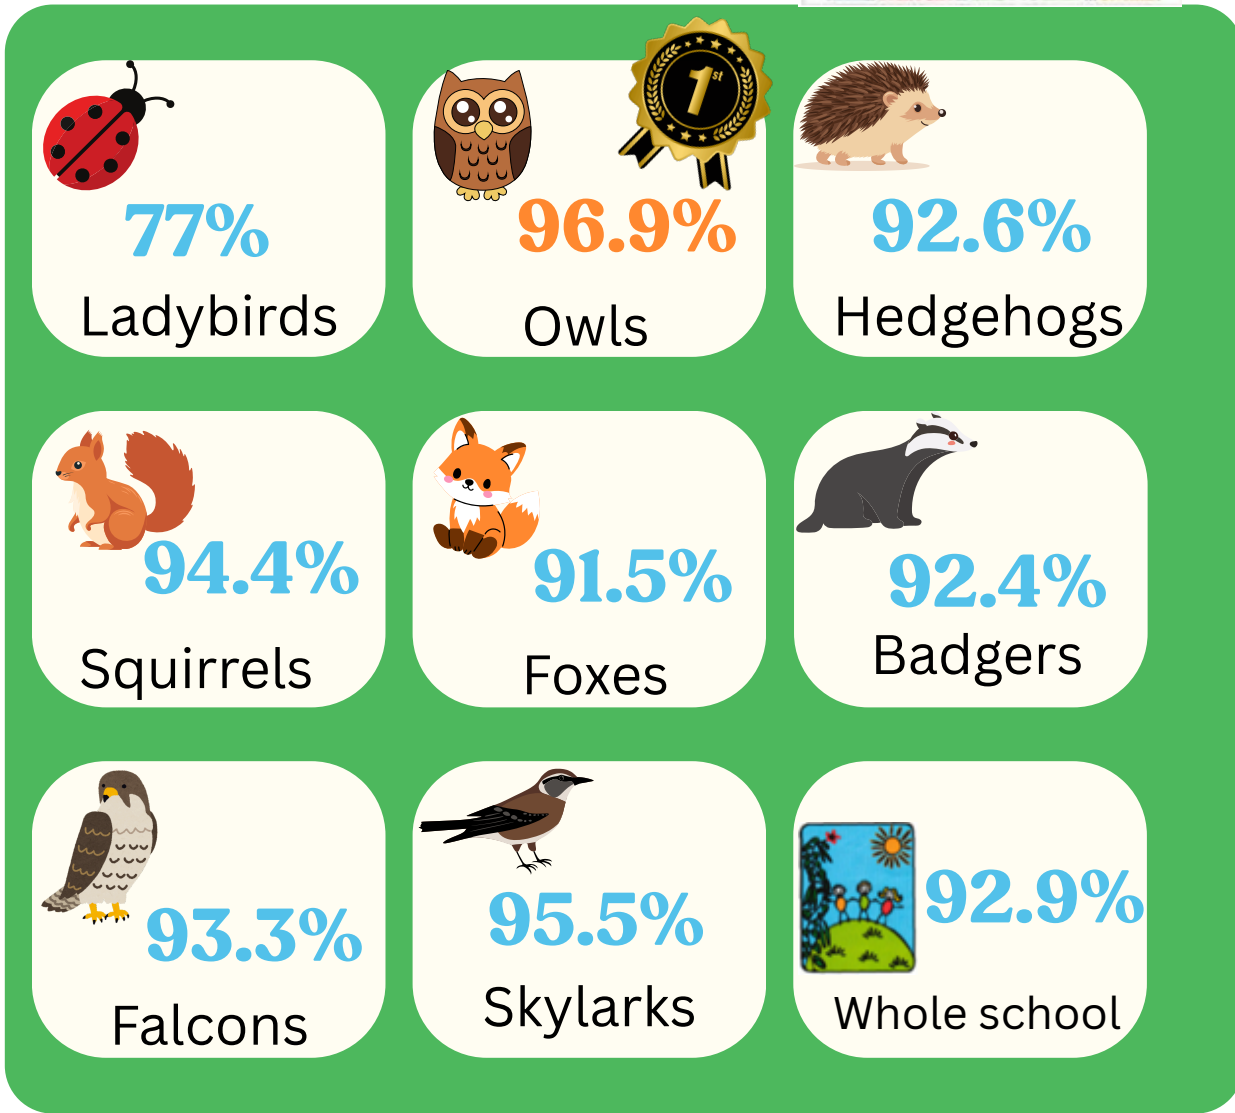 1st
77%
Ladybirds
96.9%
Owls
92.6%
Hedgehogs
94.4%
Squirrels
91.5%
Foxes
92.4%
Badgers
93.3%
Falcons
95.5%
Skylarks
92.9%
Whole school